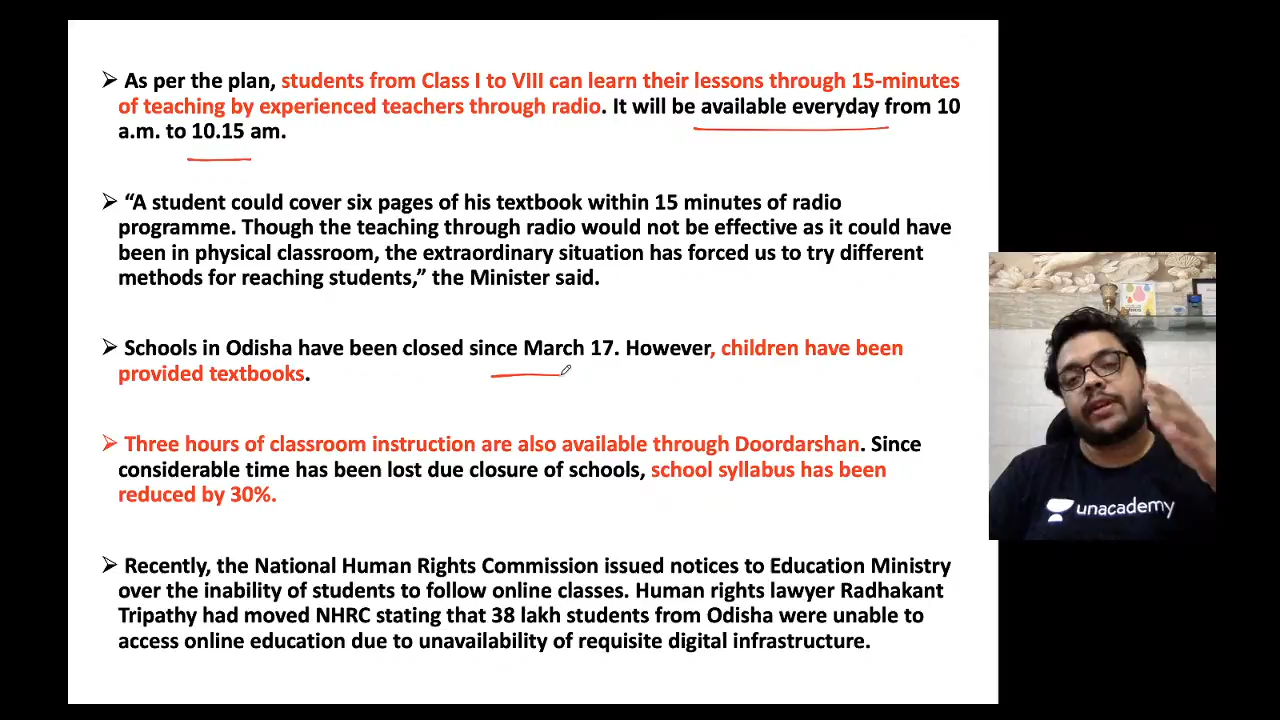 ➢ As per the plan, students from Class I to VIII can learn their lessons through 15-minutes
of teaching by experienced teachers through radio. It will be available everyday from 10
a.m. to 10.15 am.
➢ “A student could cover six pages of his textbook within 15 minutes of radio
programme. Though the teaching through radio would not be effective as it could have
been in physical classroom, the extraordinary situation has forced us to try different
methods for reaching students,” the Minister said.
➢ Schools in Odisha have been closed since March 17. However, children have been
provided textbooks.
➢ Three hours of classroom instruction are also available through Doordarshan. Since
considerable time has been lost due closure of schools, school syllabus has been
reduced by 30%.
➢ Recently, the National Human Rights Commission issued notices to Education Ministry
over the inability of students to follow online classes. Human rights lawyer Radhakant
Tripathy had moved NHRC stating that 38 lakh students from Odisha were unable to
access online education due to unavailability of requisite digital infrastructure.
unacademy